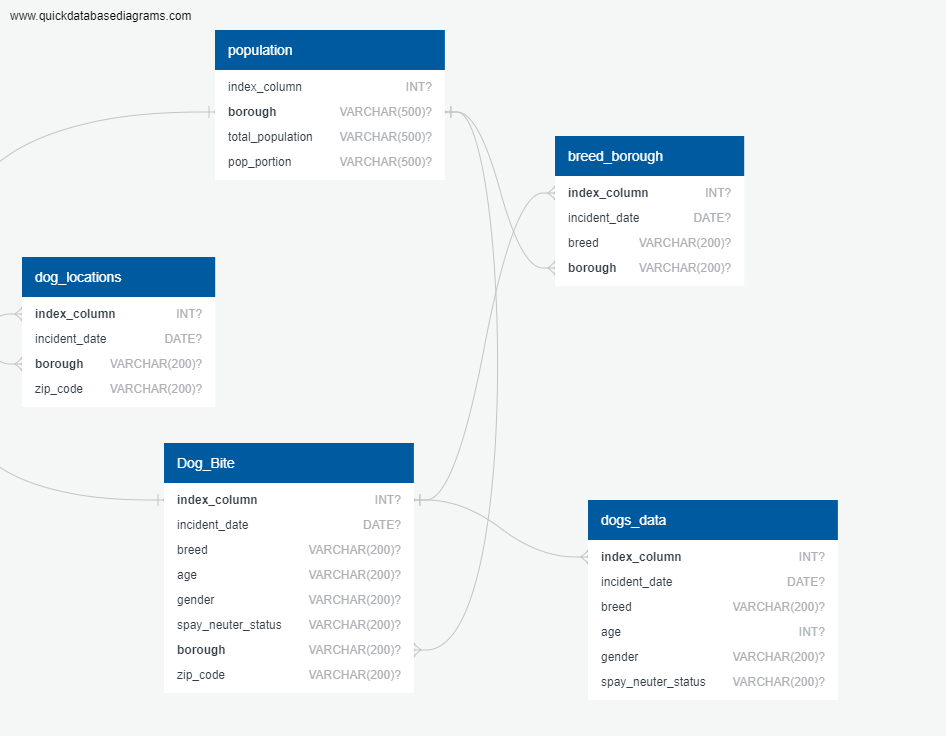 www.quickdatabasediagrams.com
population
index_column INT?
borough VARCHAR(500)?
total_population VARCHAR(500)?
pop_portion VARCHAR(500)?
breed_borough
index_column INT?
incident_date DATE?
breed VARCHAR(200)?
borough VARCHAR(200)?
dog_locations
index_column INT?
incident_date DATE?
borough VARCHAR(200)?
zip_code VARCHAR(200)?
Dog_Bite
index_column INT?
incident_date DATE?
breed VARCHAR(200)?
age VARCHAR(200)?
gender VARCHAR(200)?
spay_neuter_status VARCHAR(200)?
borough VARCHAR(200)?
zip_code VARCHAR(200)?
dogs_data
index_column INT?
incident_date DATE?
breed VARCHAR(200)?
age INT?
gender VARCHAR(200)?
spay_neuter_status VARCHAR(200)?